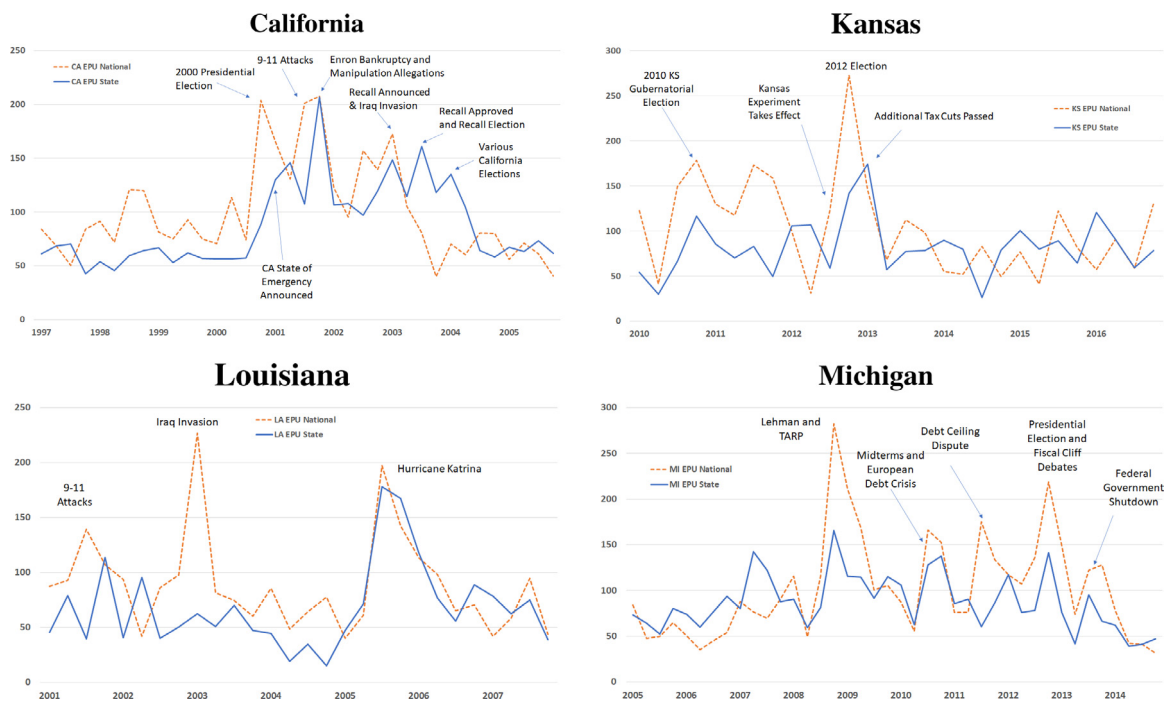 California
250
200
150
100
50
0
CA EPU National
CA EPU State
2000 Presidential
Election
9-11 Attacks
Enron Bankruptcy and
Manipulation Allegations
Recall Announced
& Iraq Invasion
Recall Approved
and Recall Election
Various
California
Elections
CA State of
Emergency
Announced
1997 1998 1999 2000 2001 2002 2003 2004 2005
Kansas
300
250
200
150
100
50
0
2010 KS
Gubernatorial
Election
Kansas
Experiment
Takes Effect
2012 Election
Additional Tax Cuts Passed
KS EPU National
KS EPU State
2010 2011 2012 2013 2014 2015 2016
Louisiana
250
200
150
100
50
0
9-11
Attacks
Iraq Invasion
LA EPU National
LA EPU State
Hurricane Katrina
2001 2002 2003 2004 2005 2006 2007
Michigan
300
250
200
150
100
50
0
MI EPU National
MI EPU State
Lehman and
TARP
Midterms and
European
Debt Crisis
Debt Ceiling
Dispute
Presidential
Election and
Fiscal Cliff
Debates
Federal
Government
Shutdown
2005 2006 2007 2008 2009 2010 2011 2012 2013 2014